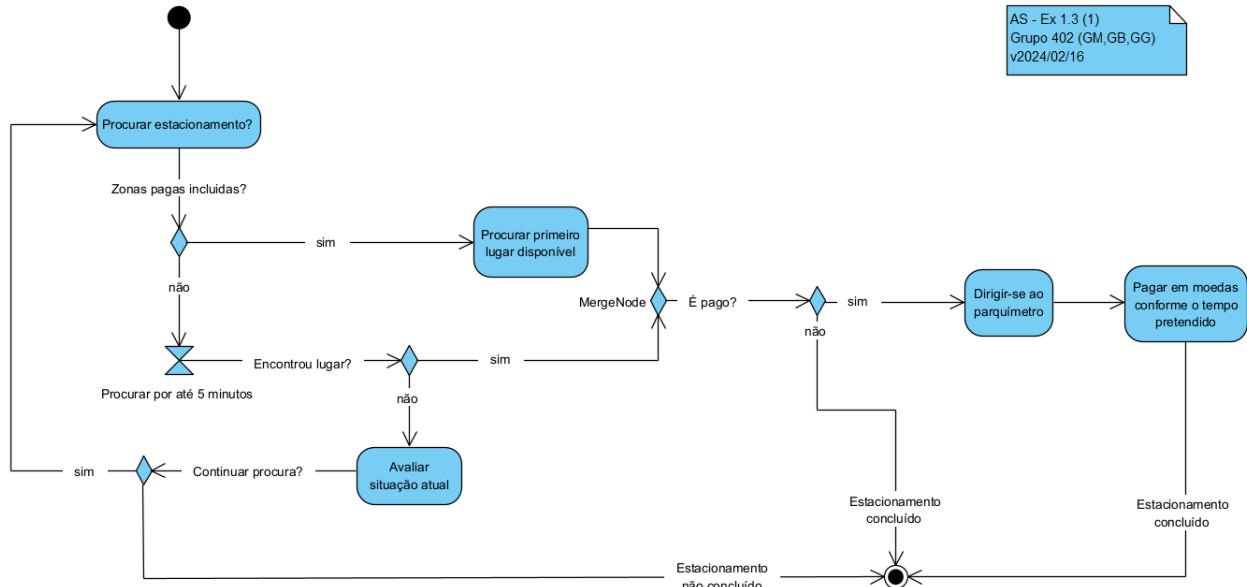 AS - Ex 1.3 (1)
Grupo 402 (GM,GB,GG)
v2024/02/16
Procurar estacionamento?
Zonas pagas incluidas?
sim
Procurar primeiro
lugar disponível
não
MergeNode
É pago?
sim
Dirigir-se ao
parquímetro
Pagar em moedas
conforme o tempo
pretendido
não
Encontrou lugar?
sim
Procurar por até 5 minutos
não
Avaliar
situação atual
Continuar procura?
sim
Estacionamento
concluído
Estacionamento
concluído
Estacionamento
não concluído